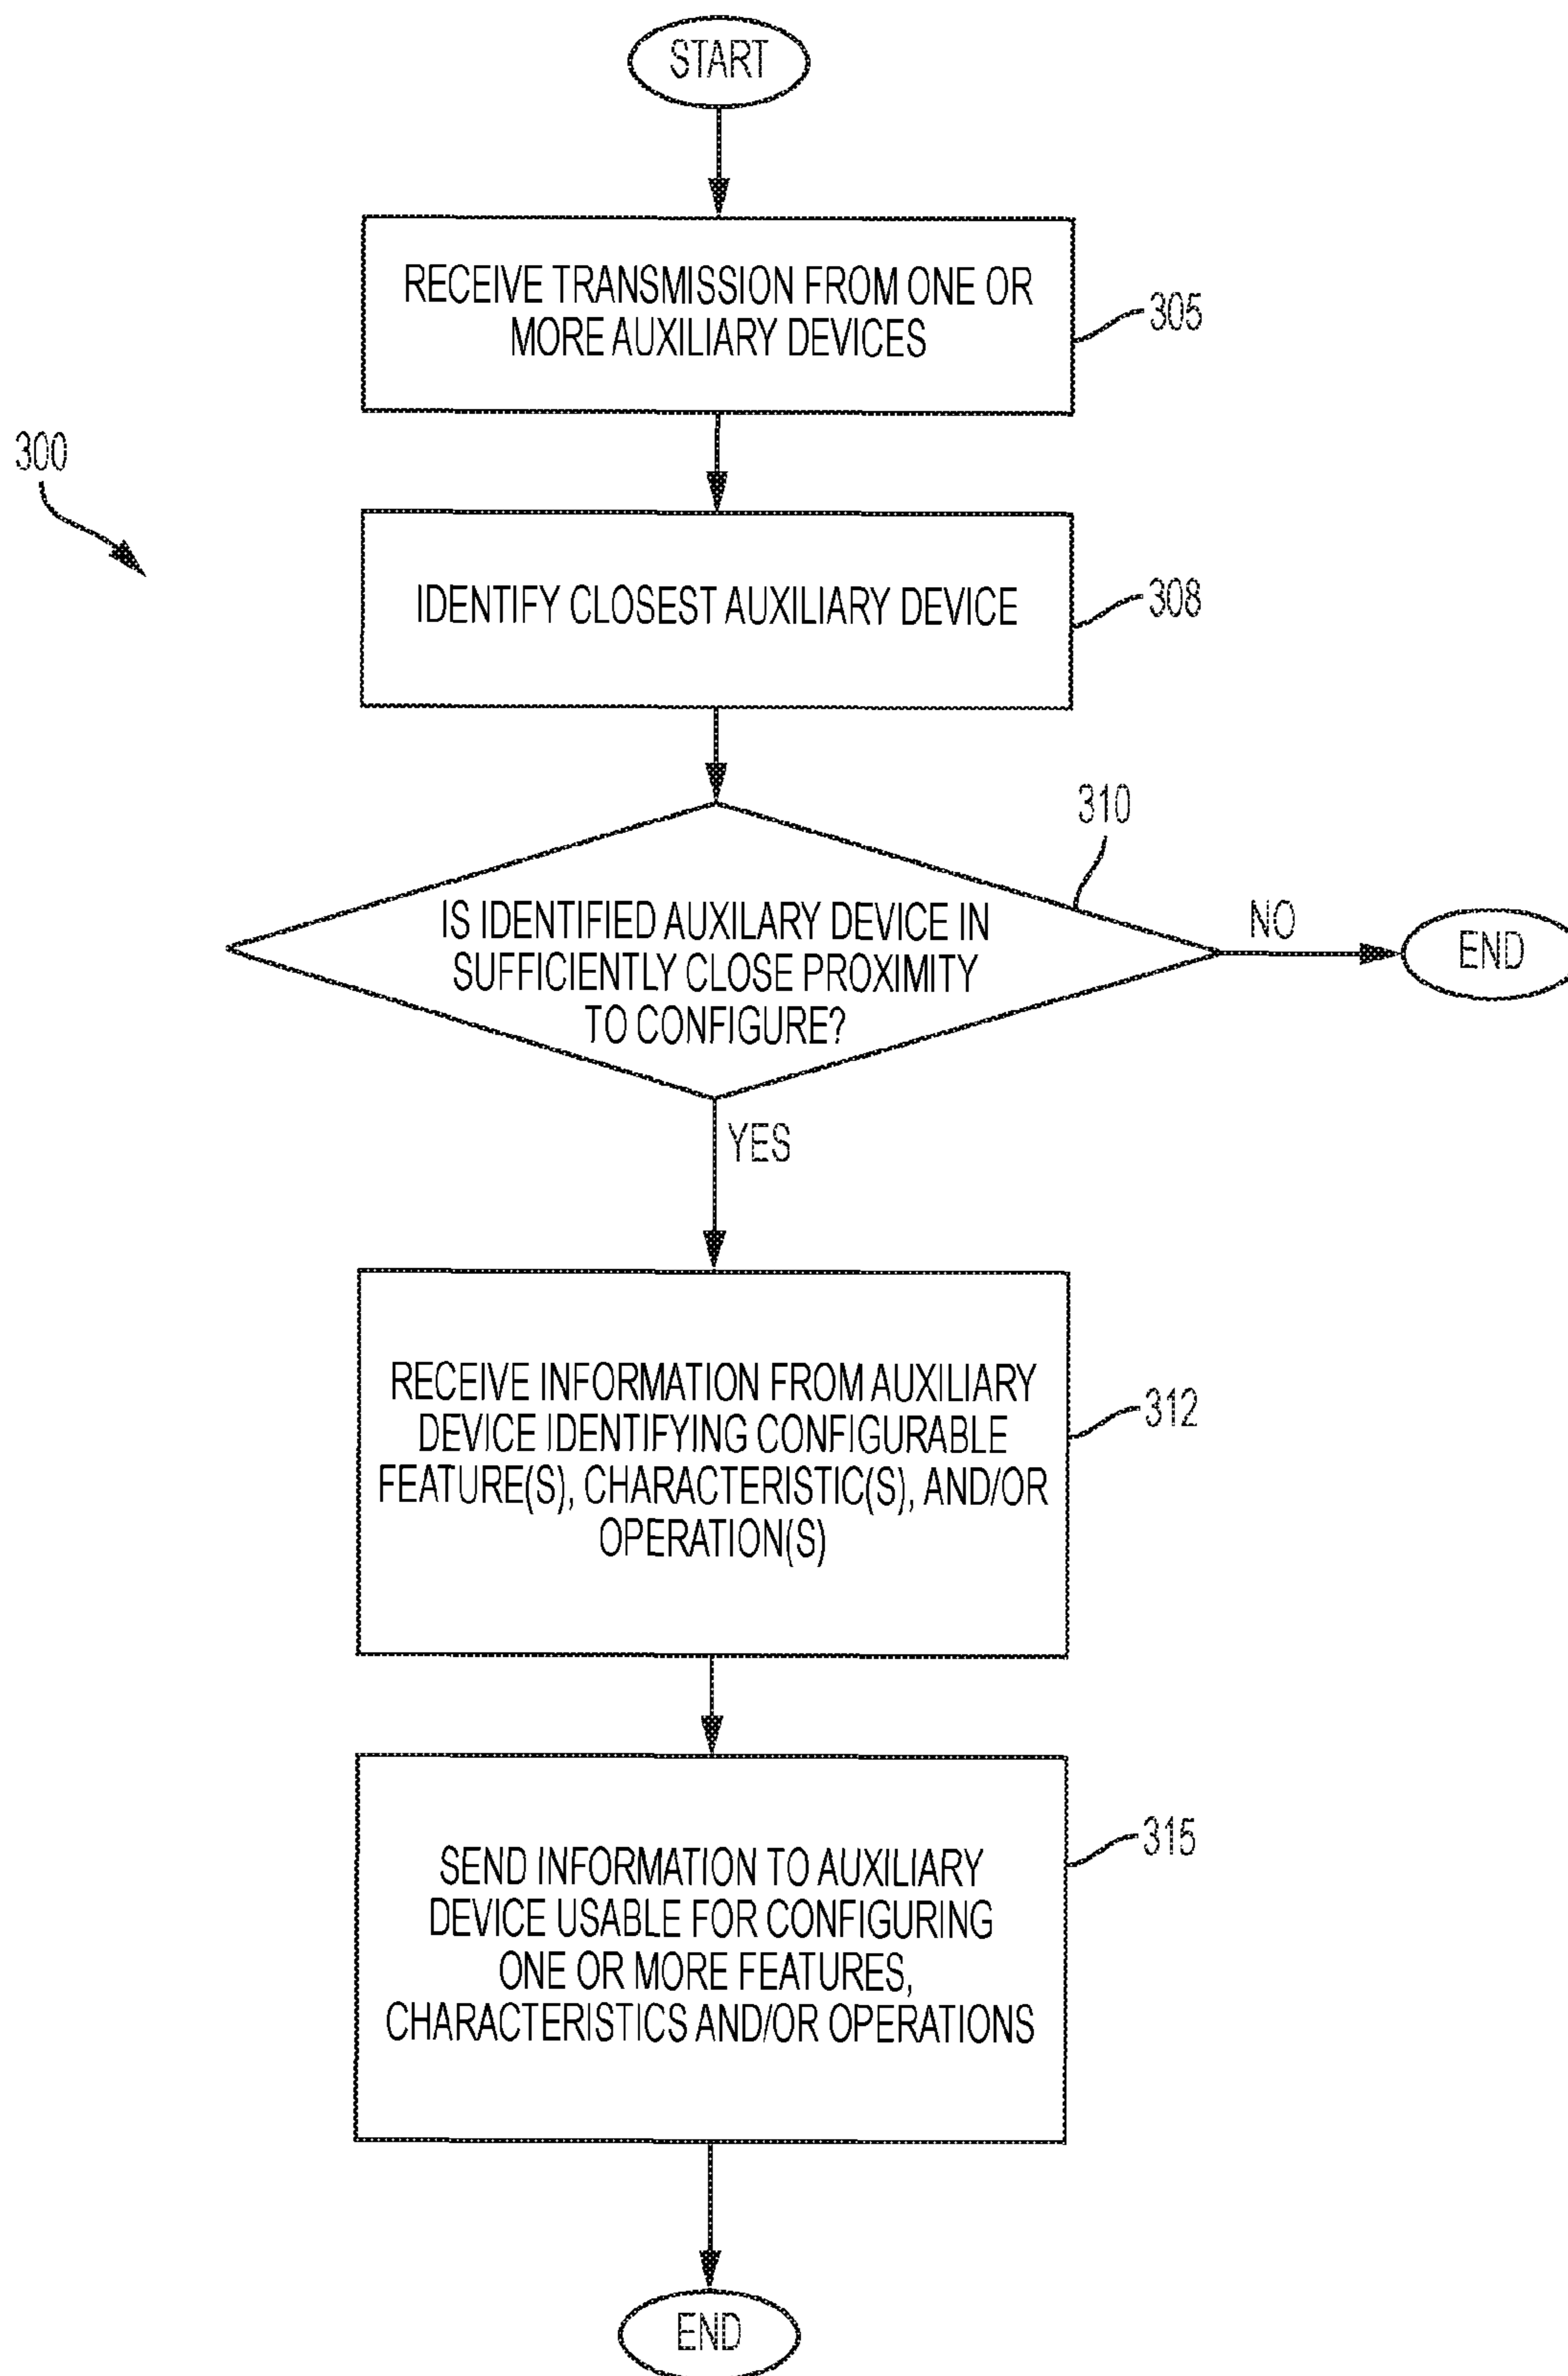 START
RECEIVE TRANSMISSION FROM ONE OR
MORE AUXILIARY DEVICES
305
300
IDENTIFY CLOSEST AUXILIARY DEVICE
308
310
IS IDENTIFIED AUXILARY DEVICE IN
SUFFICIENTLY CLOSE PROXIMITY
TO CONFIGURE?
NO
END
YES
RECEIVE INFORMATION FROM AUXILIARY
DEVICE IDENTIFYING CONFIGURABLE
FEATURE(S), CHARACTERISTIC(S), AND/OR
OPERATION(S)
312
SEND INFORMATION TO AUXILIARY
DEVICE USABLE FOR CONFIGURING
ONE OR MORE FEATURES,
CHARACTERISTICS AND/OR OPERATIONS
315
END